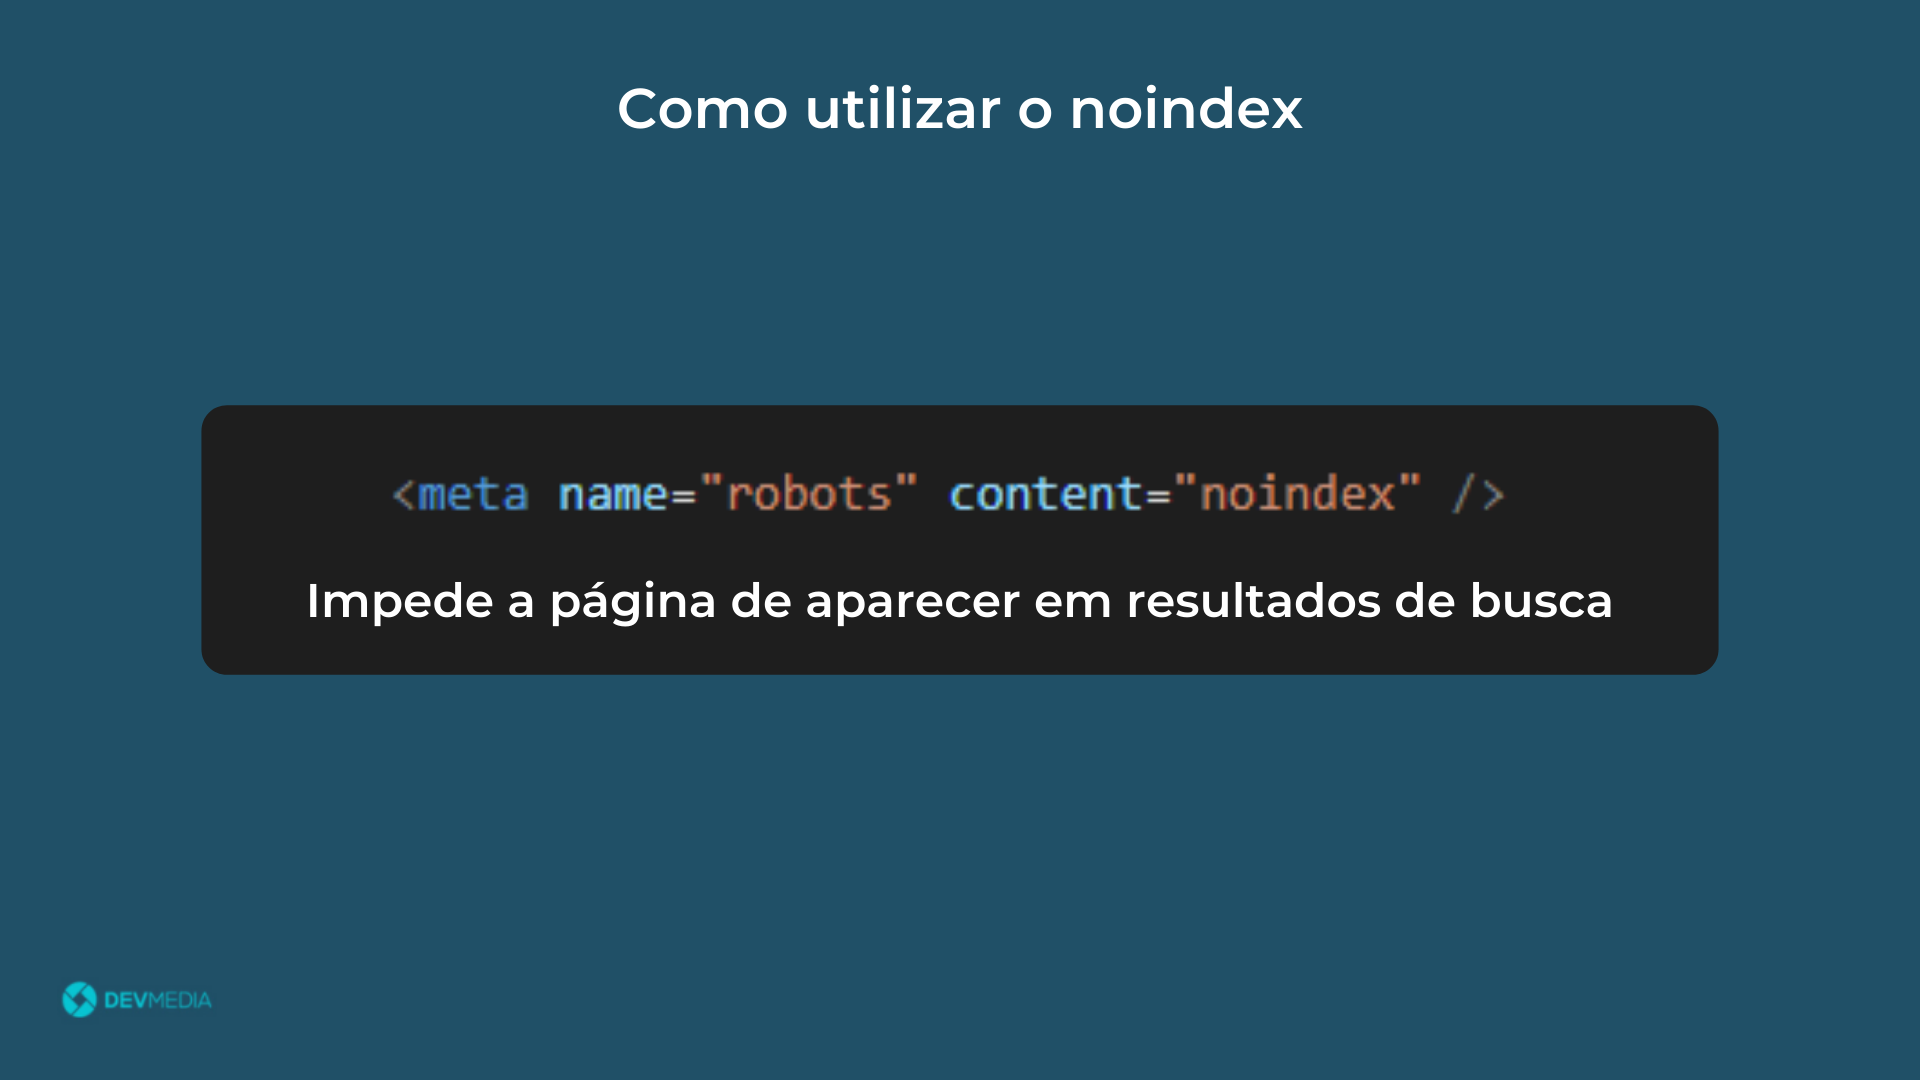 Como utilizar o noindex
<meta name="robots" content="noindex" />
Impede a página de aparecer em resultados de busca
DEVMEDIA